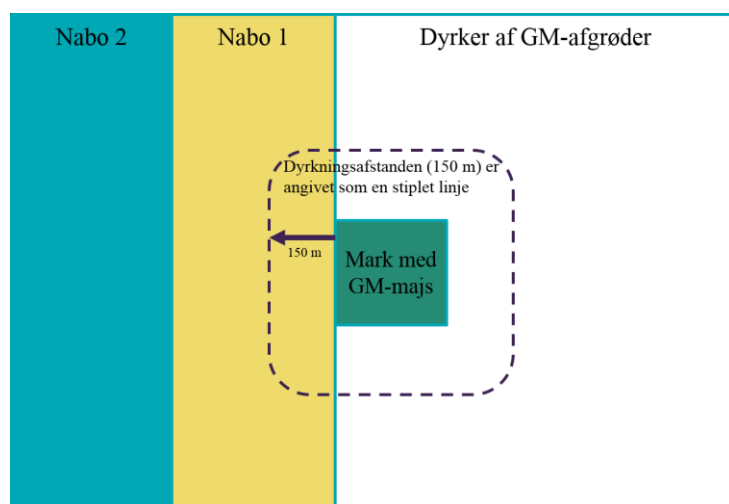 Nabo 2
Nabo 1
Dyrker af GM-afgrøder
Dyrkningsafstanden (150 m) er
angivet som en stiplet linje
150 m
Mark med
GM-majs